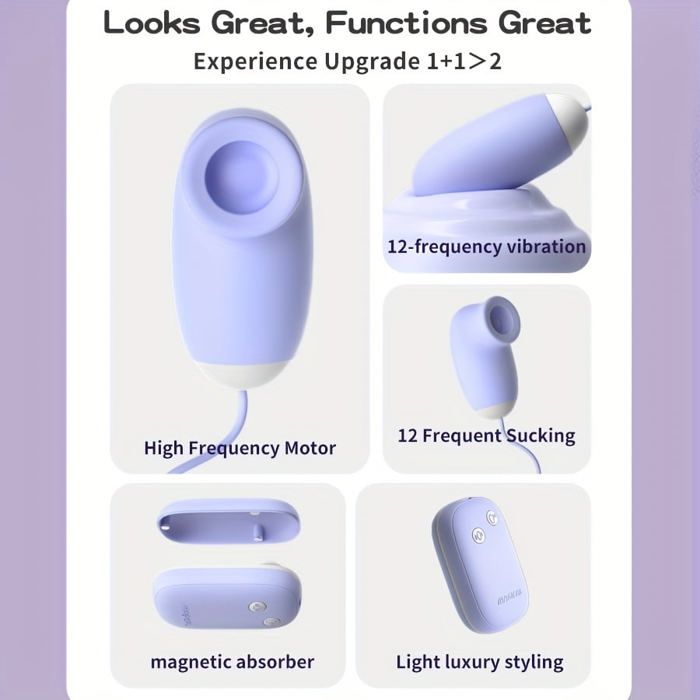 Looks Great, Functions Great
Experience Upgrade 1+1>2
12-frequency vibration
12 Frequent Sucking
High Frequency Motor
magnetic absorber
Light luxury styling